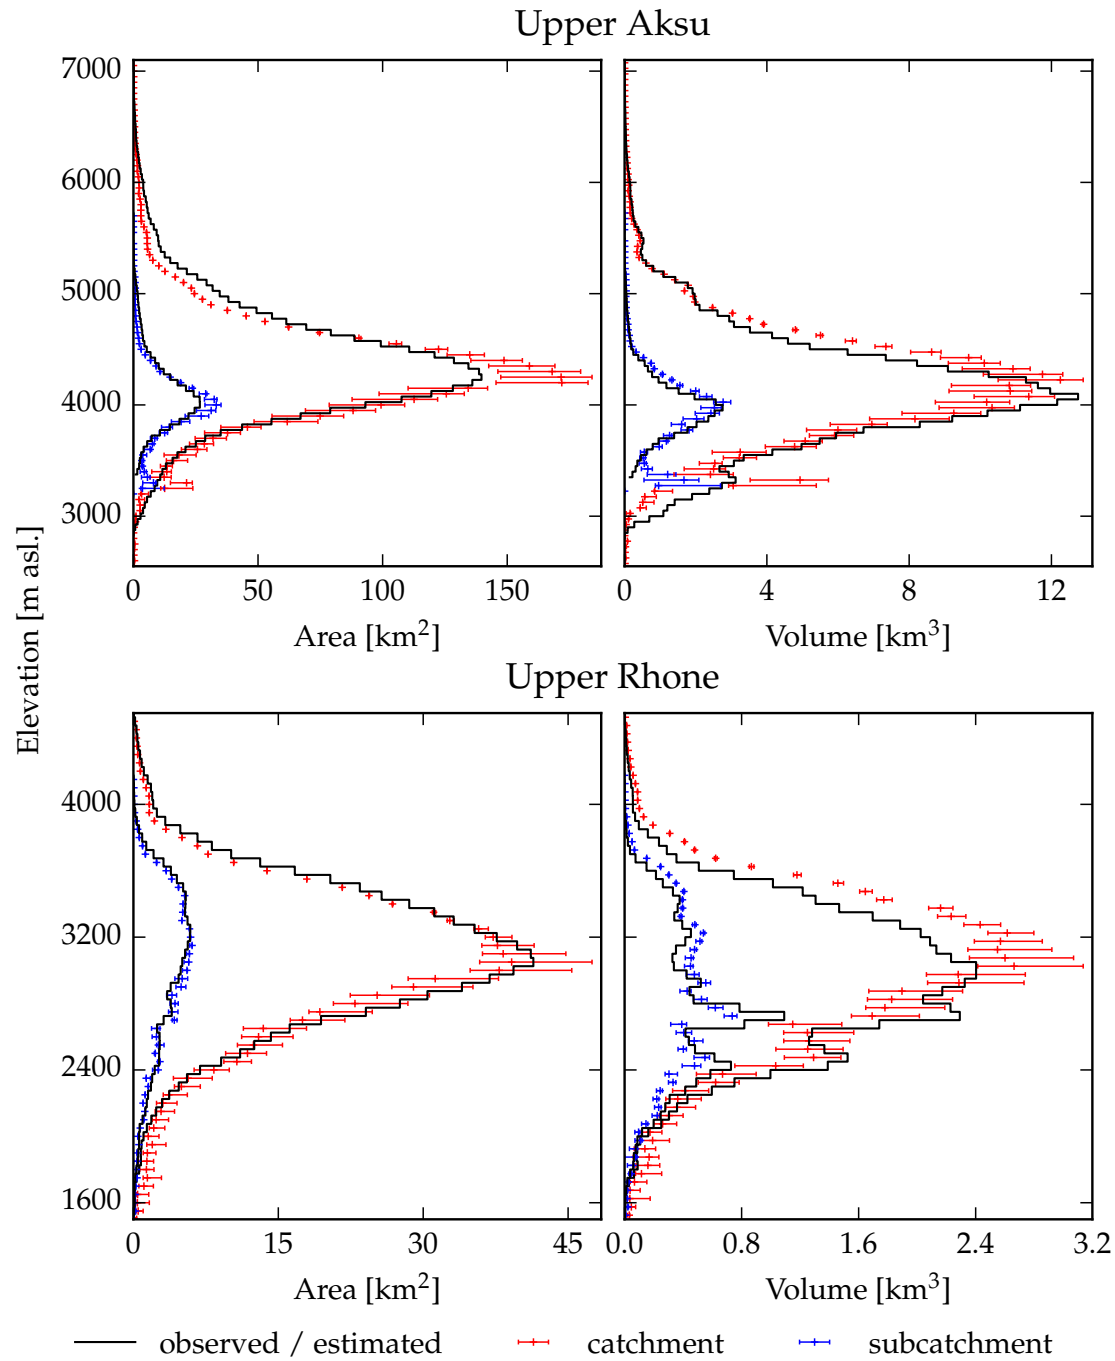 Upper Aksu
7000
6000
5000
4000
3000
0 50 100 150
0 4 8 12
Area [km²]
Volume [km³]
Elevation [m asl.]
Upper Rhone
4000
3200
2400
1600
0 15 30 45
0.0 0.8 1.6 2.4 3.2
Area [km²]
Volume [km³]
observed / estimated catchment subcatchment